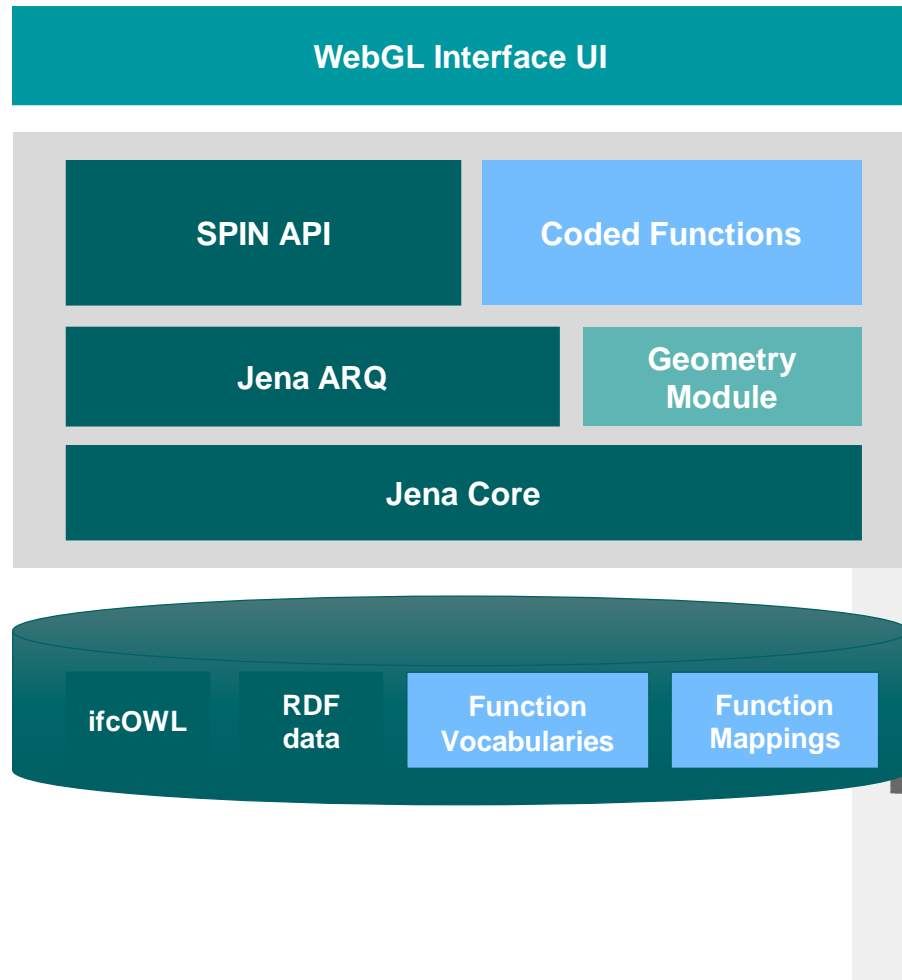 WebGL Interface UI
SPIN API
Coded Functions
Jena ARQ
Geometry
Module
Jena Core
ifcOWL
RDF
data
Function
Vocabularies
Function
Mappings